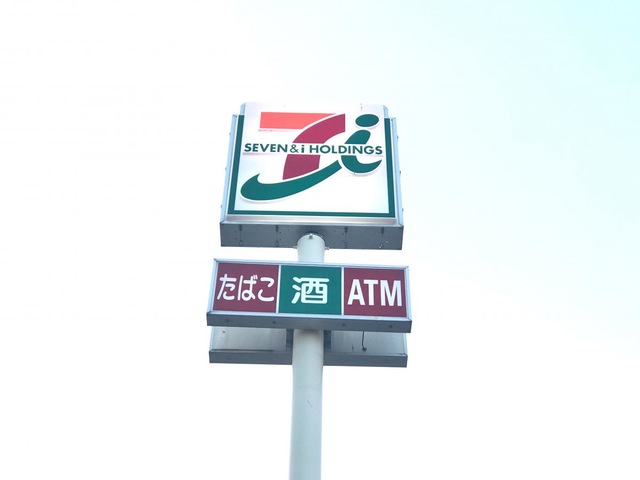 SEVEN & i HOLDINGS
たばこ 酒 ATM